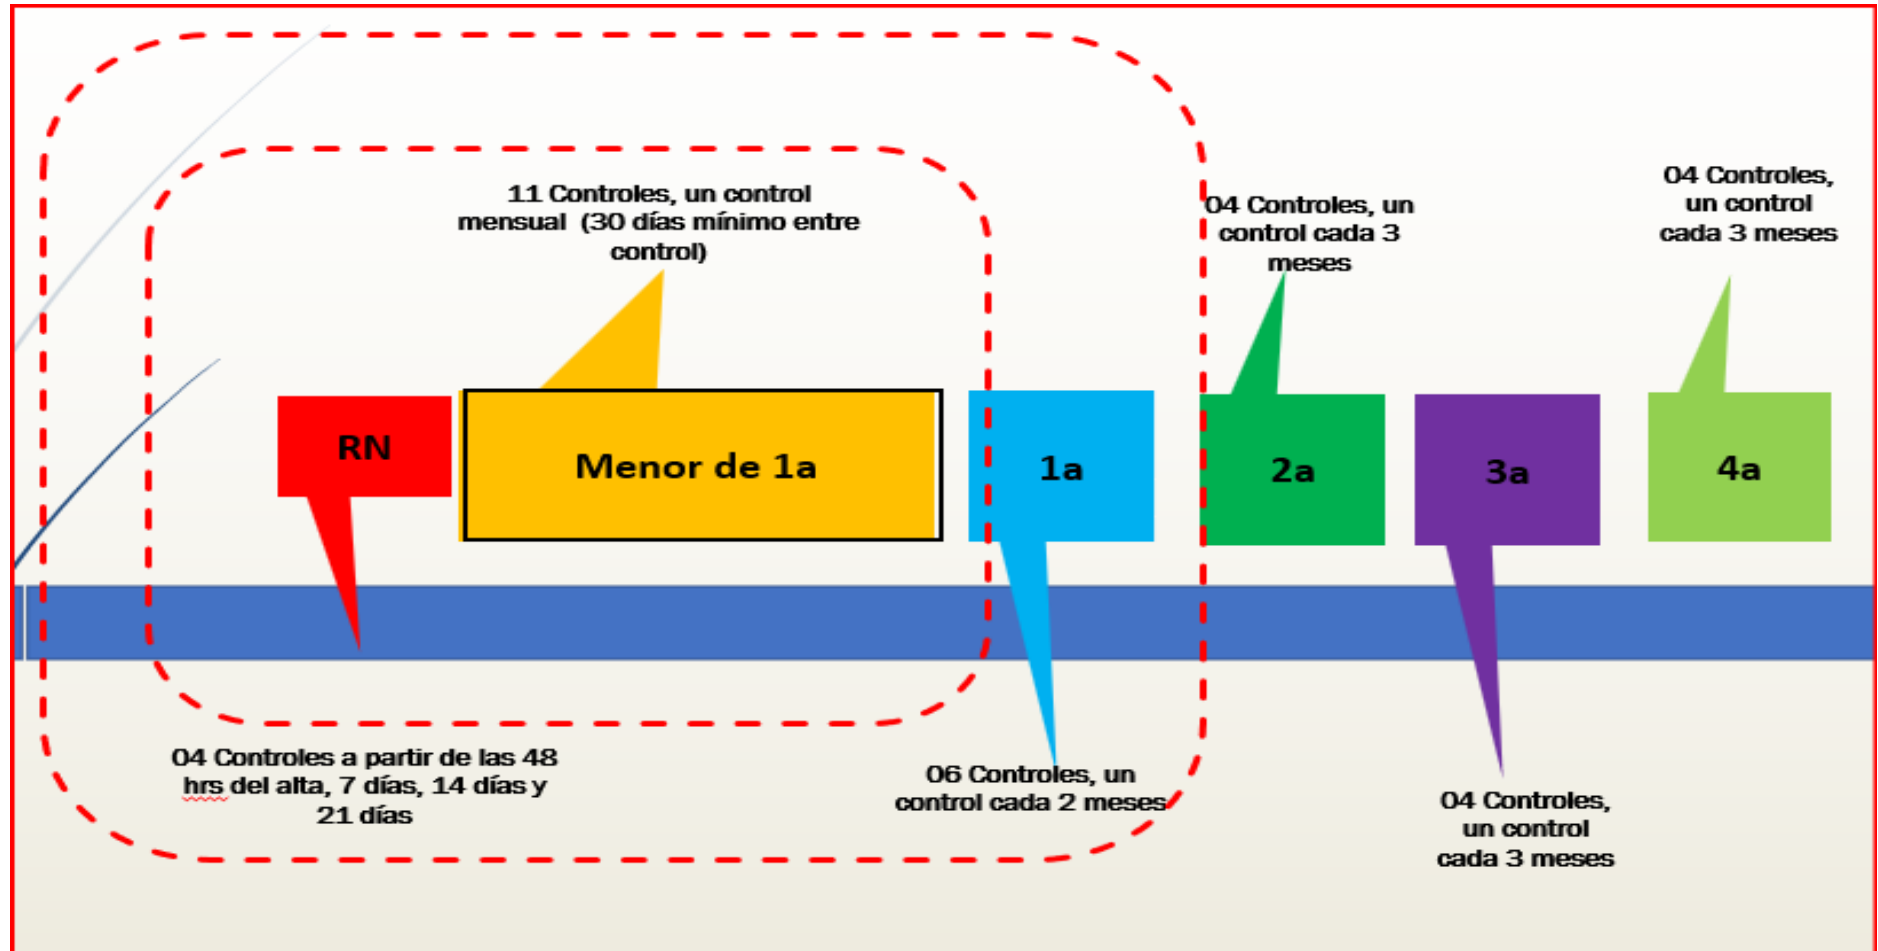 11 Controles, un control
mensual (30 días mínimo entre
control)
04 Controles, un
control cada 3
meses
04 Controles,
un control
cada 3 meses
RN
Menor de 1a
1a
2a
3a
4a
04 Controles a partir de las 48
hrs del alta, 7 días, 14 días y
21 días
06 Controles, un
control cada 2 meses
04 Controles,
un control
cada 3 meses